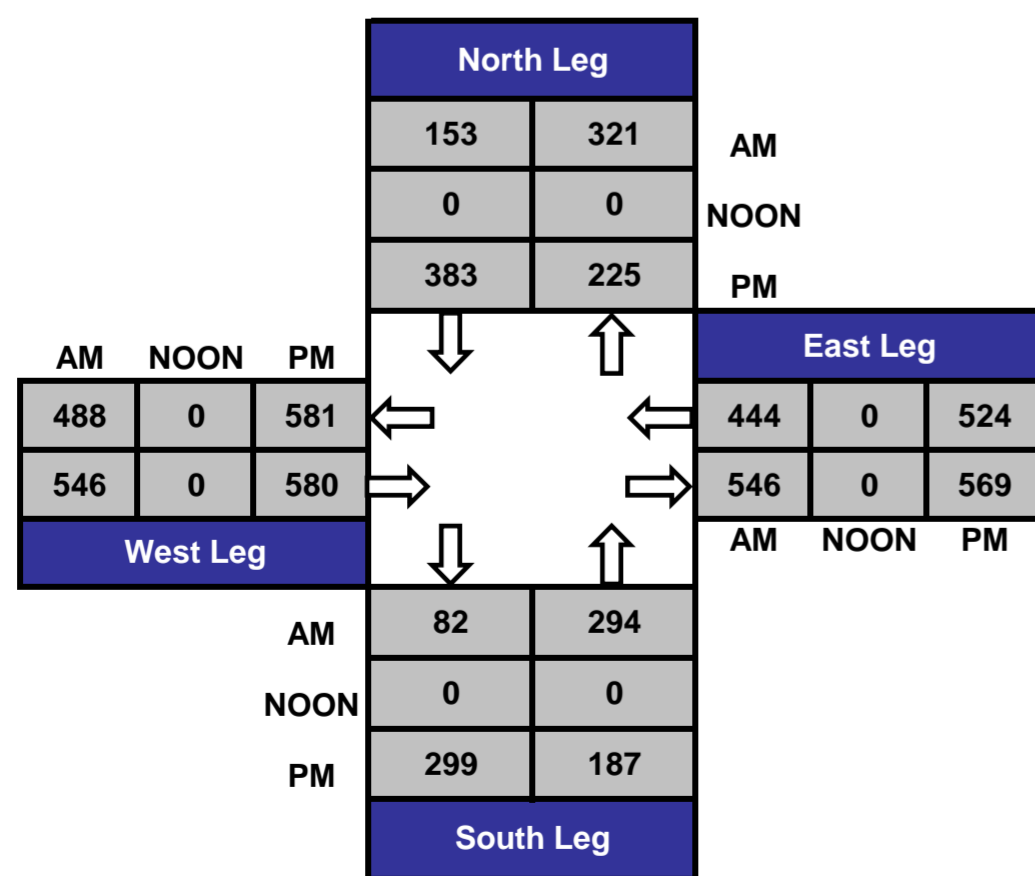 North Leg
153 321 AM
0 0 NOON
383 225 PM
East Leg
AM NOON PM
488 0 581 444 0 524
546 0 580 546 0 569
West Leg AM NOON PM
AM 82 294
NOON 0 0
PM 299 187
South Leg